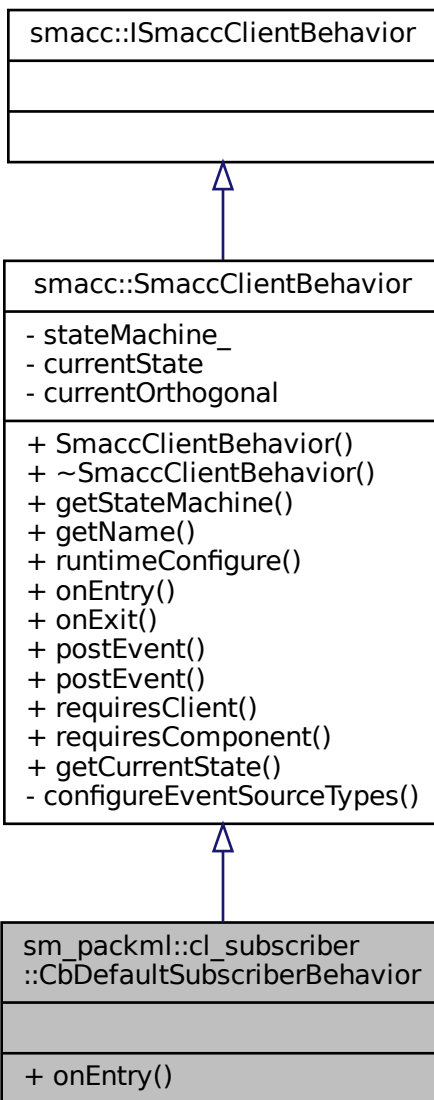 smacc::ISmaccClientBehavior
smacc::SmaccClientBehavior
- stateMachine_
- currentState
- currentOrthogonal
+ SmaccClientBehavior()
+ ~SmaccClientBehavior()
+ getStateMachine()
+ getName()
+ runtimeConfigure()
+ onEntry()
+ onExit()
+ postEvent()
+ postEvent()
+ requiresClient()
+ requiresComponent()
+ getCurrentState()
- configureEventSourceTypes()
sm_packml::cl_subscriber
::CbDefaultSubscriberBehavior
+ onEntry()